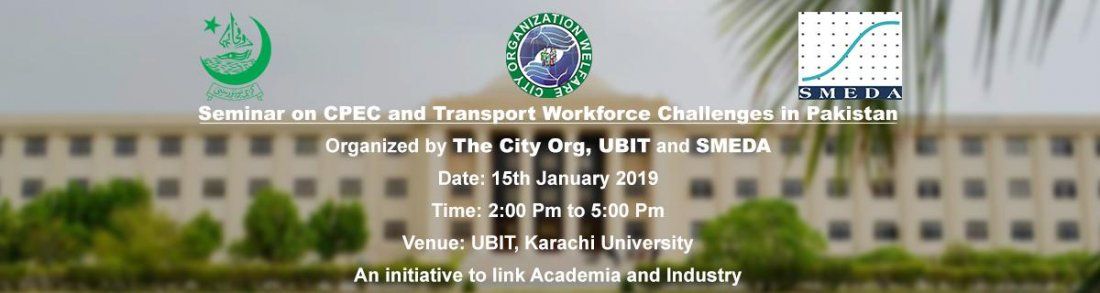 CITY ORGANIZATION WELFARE
SMEDA
Seminar on CPEC and Transport Workforce Challenges in Pakistan
Organized by The City Org, UBIT and SMEDA
Date: 15th January 2019
Time: 2:00 Pm to 5:00 Pm
Venue: UBIT, Karachi University
An initiative to link Academia and Industry